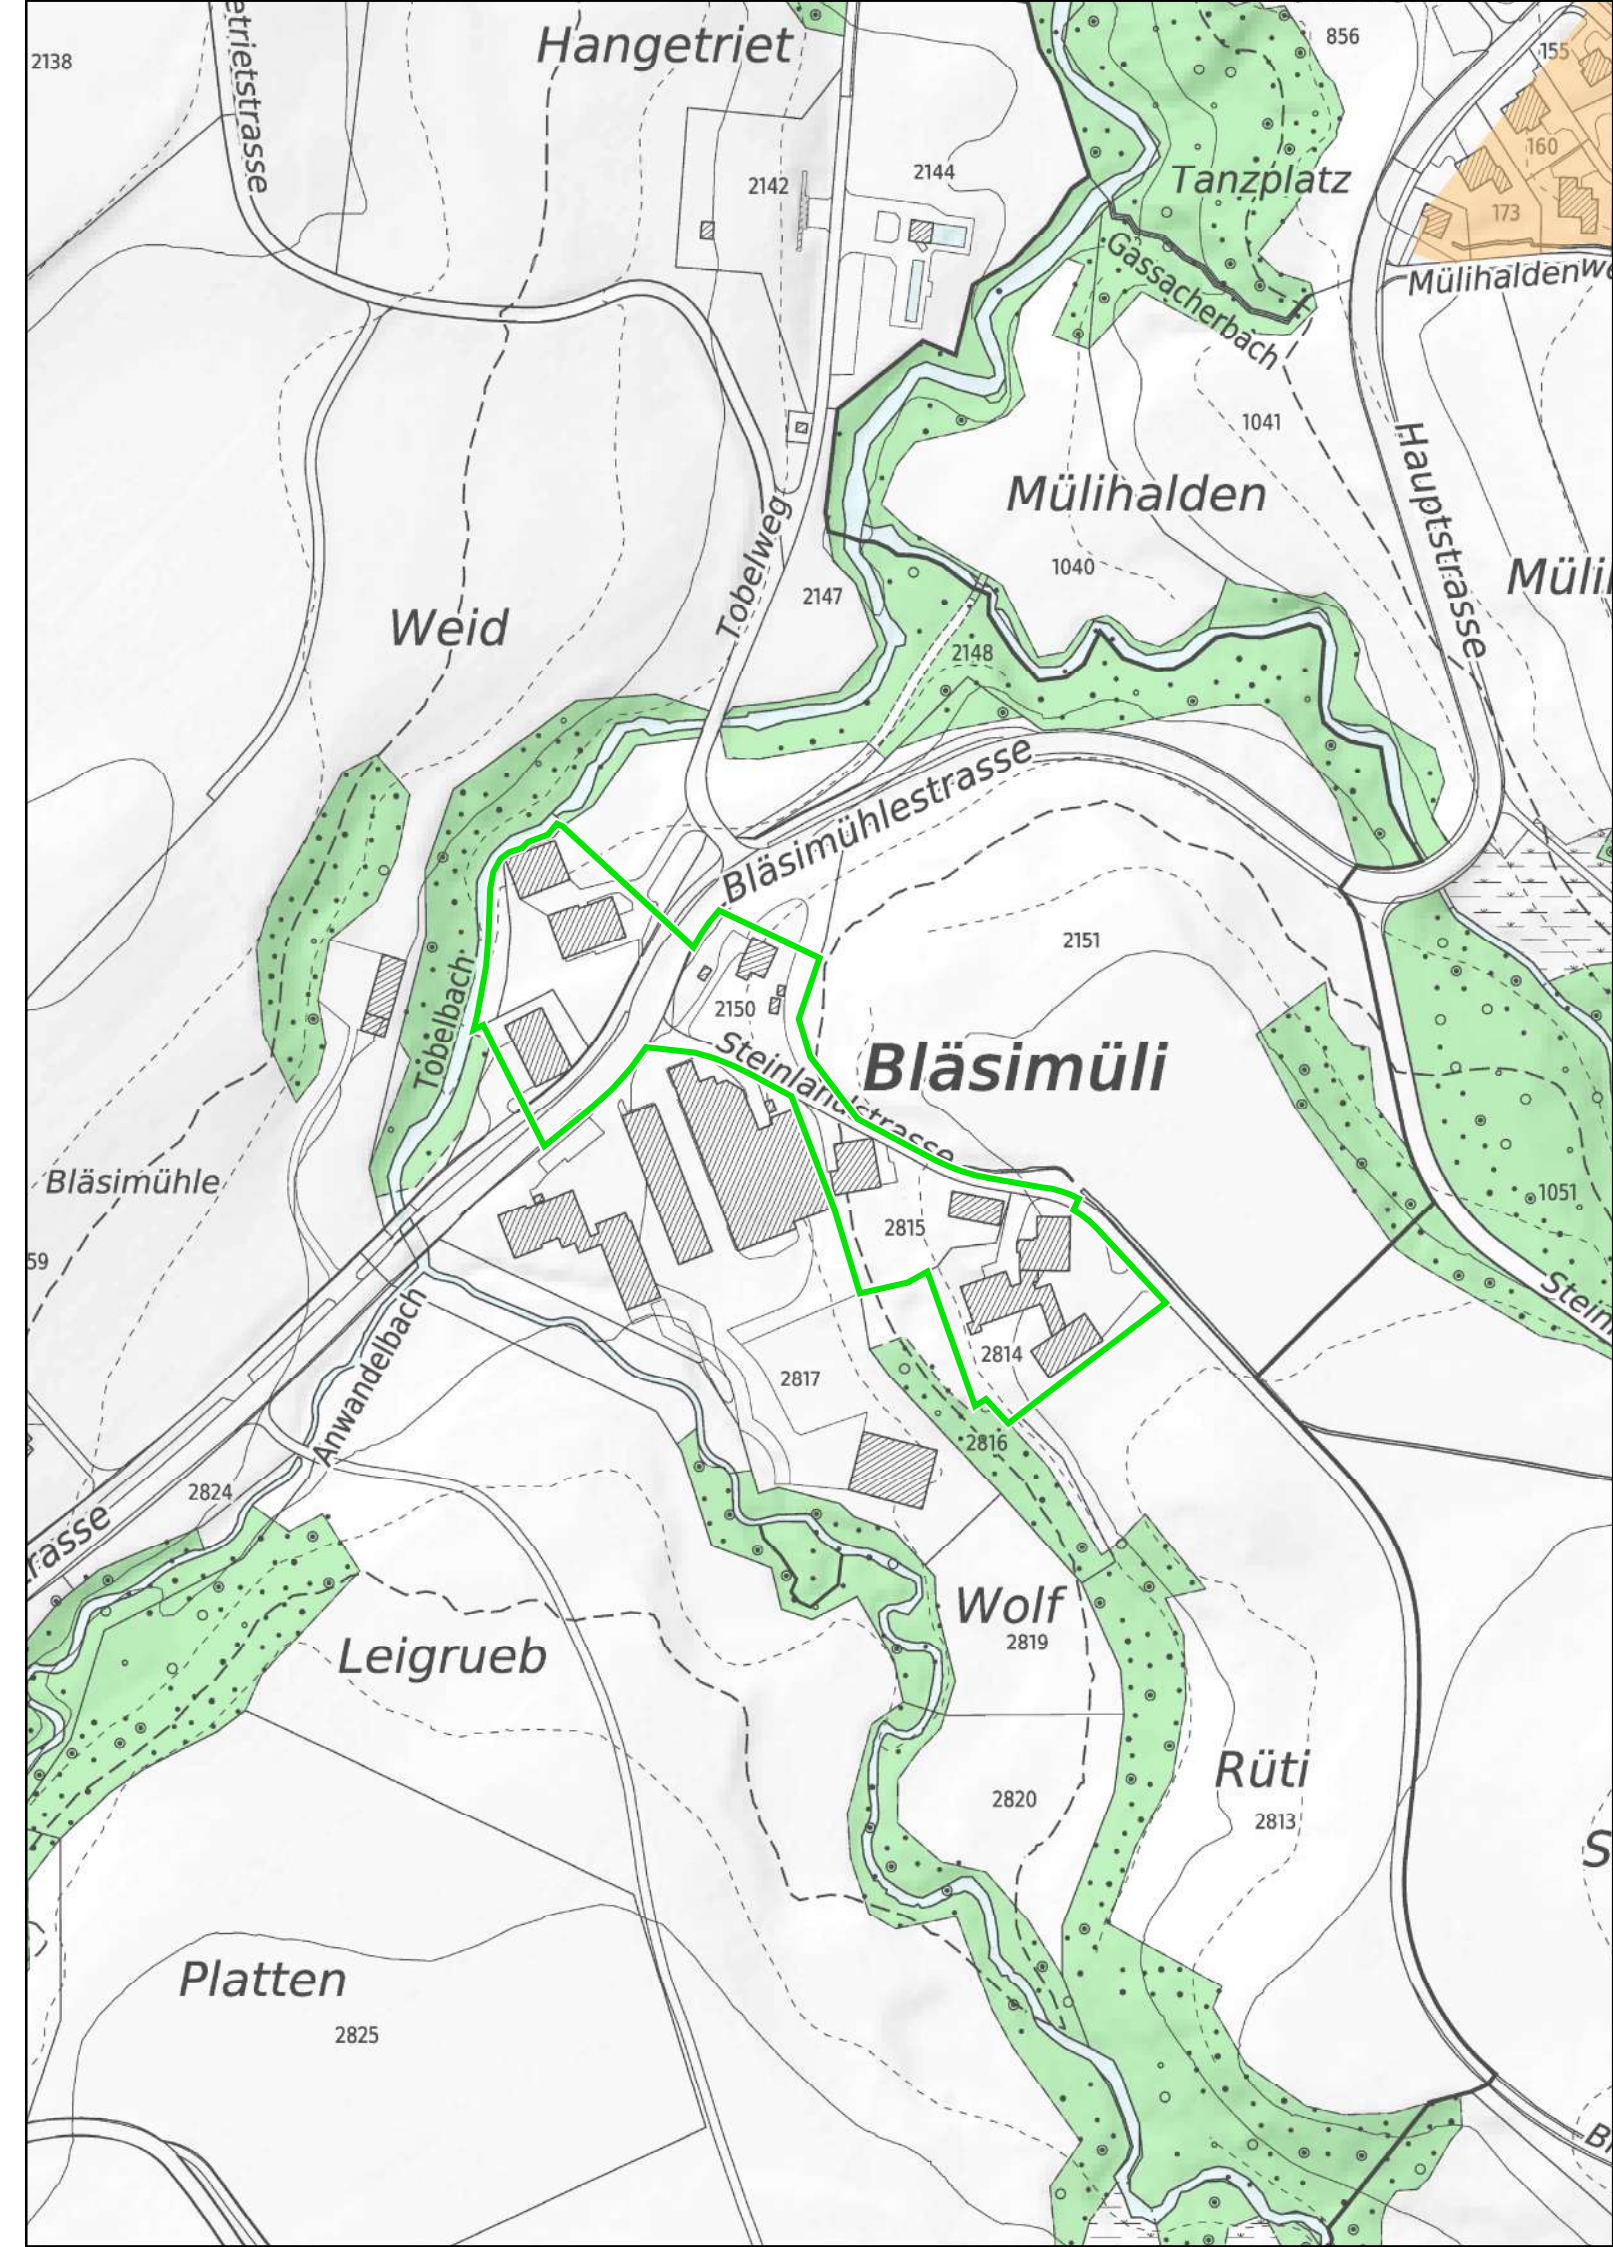 etrietstrasse
Hangetriet
856
155
2138
160
2142
2144
Tanzplatz
173
Gassacherbach
Mülihaldenwe
1041
Hauptstrasse
Mülihalden
Tobelweg
1040
Müli
2147
Weid
2148
Bläsimühlestrasse
2151
Tobelbach
2150
Steinlandstrasse
Bläsimüli
Bläsimühle
1051
2815
59
Stein
Anwandelbach
2814
2817
2816
2824
rasse
Wolf
2819
Leigrueb
Rüti
2820
2813
S
Platten
2825